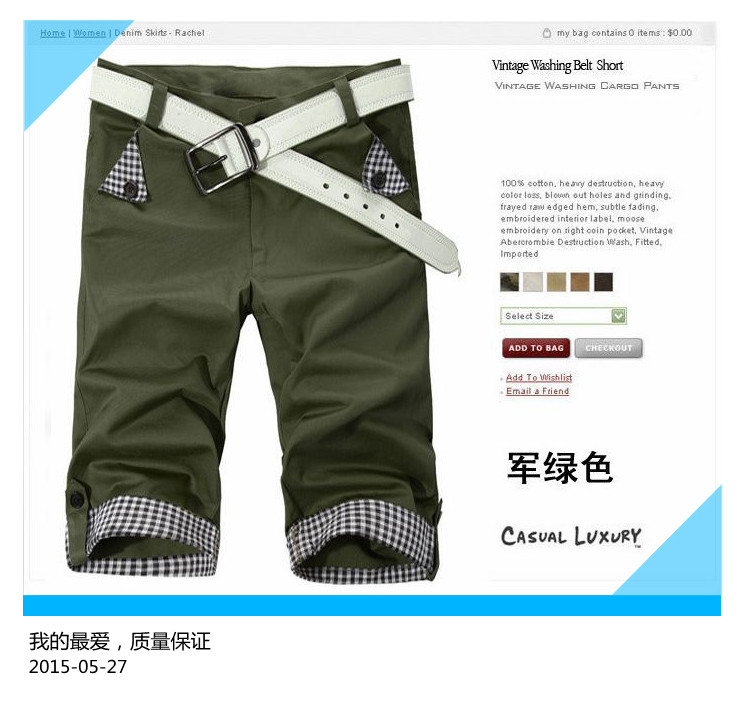 Home | Women | Denim Skirts - Rachel
my bag contains 0 items : $0.00
Vintage Washing Belt Short
VINTAGE WASHING CARGO PANTS
100% cotton, heavy destruction, heavy
color loss, blown out holes and grinding,
frayed raw edged hem, subtle fading,
embroidered interior label, moose
embroidery on right coin pocket, Vintage
Abercrombie Destruction Wash, Fitted,
Imported
Select Size
ADD TO BAG
CHECKOUT
Add To Wishlist
Email a Friend
军绿色
CASUAL LUXURY™
我的最爱，质量保证
2015-05-27